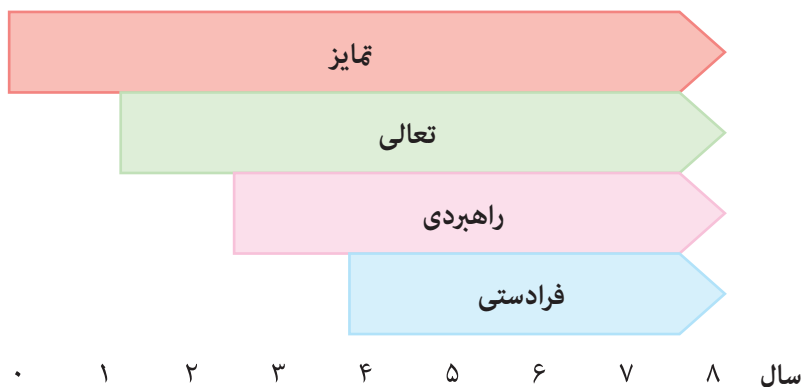 تمایز
تعالی
راهبردی
فرادستی
۰ ۱ ۲ ۳ ۴ ۵ ۶ ۷ ۸ سال